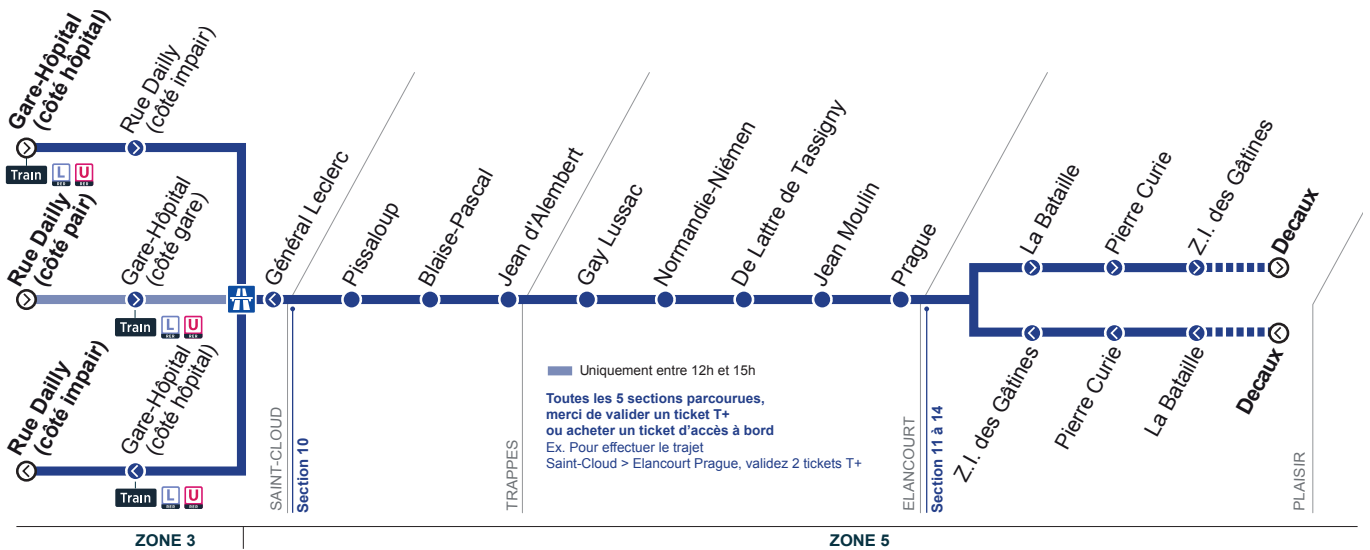 Gare-Hôpital
(côté hôpital)
Rue Dailly
(côté impair)
Train L U
Rue Dailly
(côté pair)
Gare-Hôpital
(côté gare)
Train L U
Rue Dailly
(côté impair)
Gare-Hôpital
(côté hôpital)
Train L U
Général Leclerc
Pissaloup
Blaise-Pascal
Jean d'Alembert
Gay Lussac
Normandie-Niémen
De Lattre de Tassigny
Jean Moulin
Prague
La Bataille
Pierre Curie
Z.I. des Gâtines
Decaux
Z.I. des Gâtines
Pierre Curie
La Bataille
Decaux
Uniquement entre 12h et 15h
Toutes les 5 sections parcourues,
merci de valider un ticket T+
ou acheter un ticket d'accès à bord
Ex. Pour effectuer le trajet
Saint-Cloud > Elancourt Prague, validez 2 tickets T+
SAINT-CLOUD
Section 10
TRAPPES
ELANCOURT
Section 11 à 14
PLAISIR
ZONE 3
ZONE 5